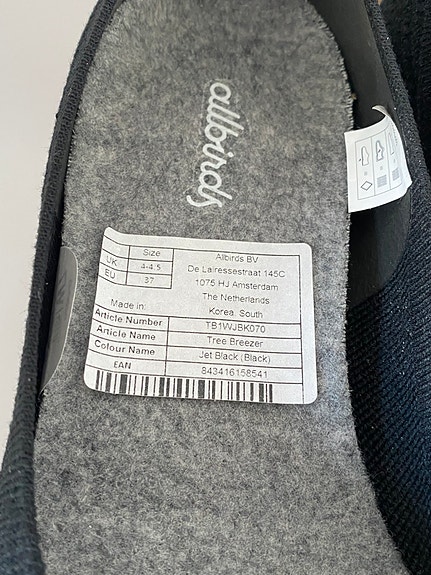 allbirds
Size
UK 4-4.5
EU 37
Allbirds BV
De Lairessestraat 145C
1075 HJ Amsterdam
The Netherlands
Made in: Korea, South
Article Number TB1WJBK070
Article Name Tree Breezer
Colour Name Jet Black (Black)
EAN 843416158541